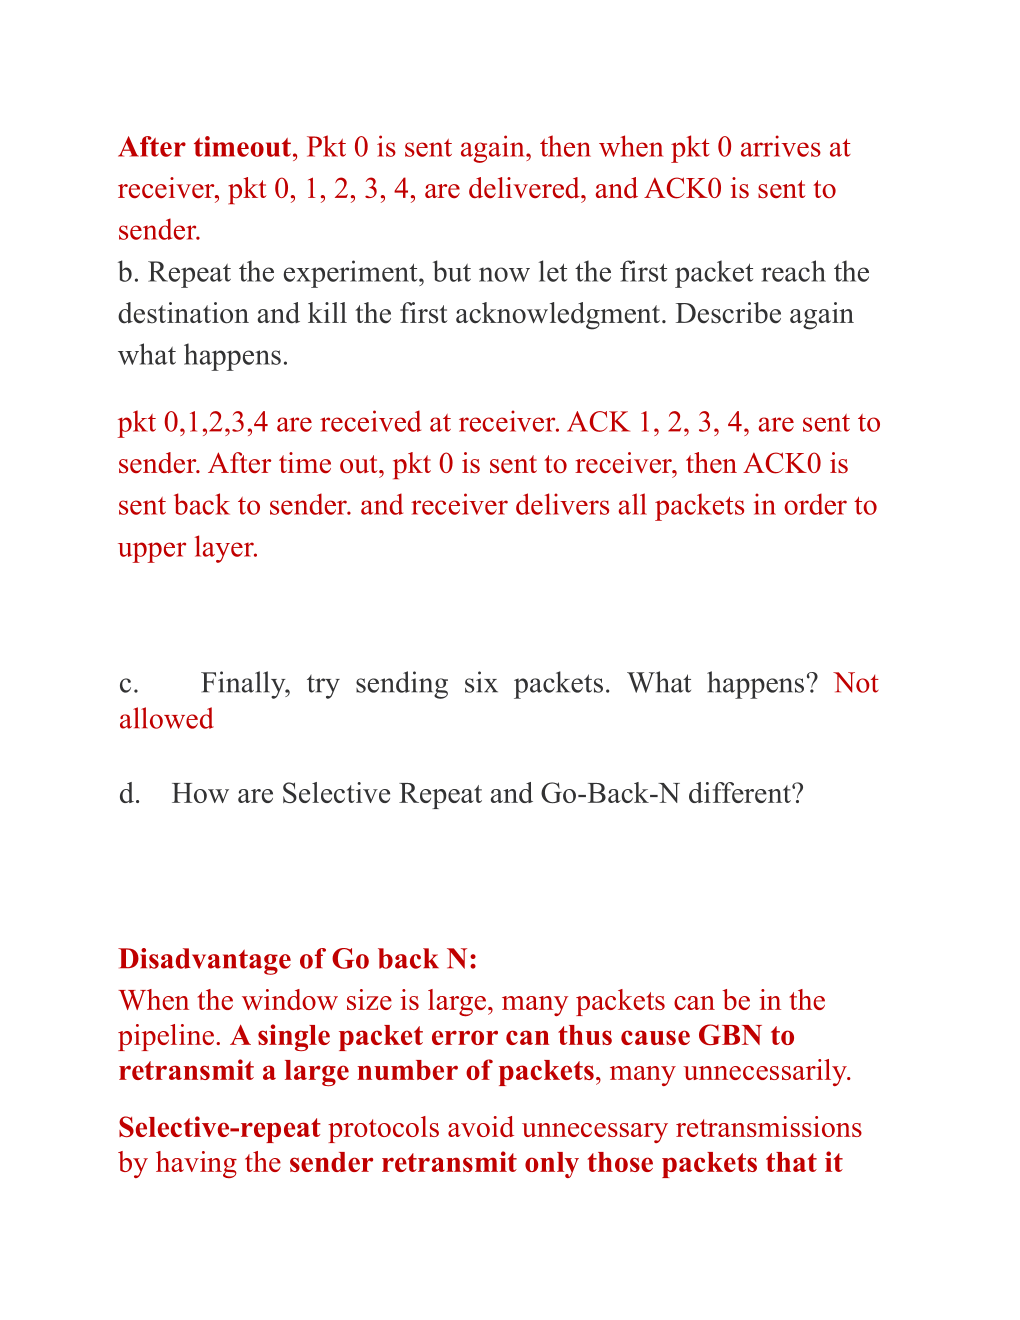 After timeout, Pkt 0 is sent again, then when pkt 0 arrives at
receiver, pkt 0, 1, 2, 3, 4, are delivered, and ACK0 is sent to
sender.
b. Repeat the experiment, but now let the first packet reach the
destination and kill the first acknowledgment. Describe again
what happens.
pkt 0,1,2,3,4 are received at receiver. ACK 1, 2, 3, 4, are sent to
sender. After time out, pkt 0 is sent to receiver, then ACK0 is
sent back to sender. and receiver delivers all packets in order to
upper layer.
c. Finally, try sending six packets. What happens? Not
allowed
d. How are Selective Repeat and Go-Back-N different?
Disadvantage of Go back N:
When the window size is large, many packets can be in the
pipeline. A single packet error can thus cause GBN to
retransmit a large number of packets, many unnecessarily.
Selective-repeat protocols avoid unnecessary retransmissions
by having the sender retransmit only those packets that it